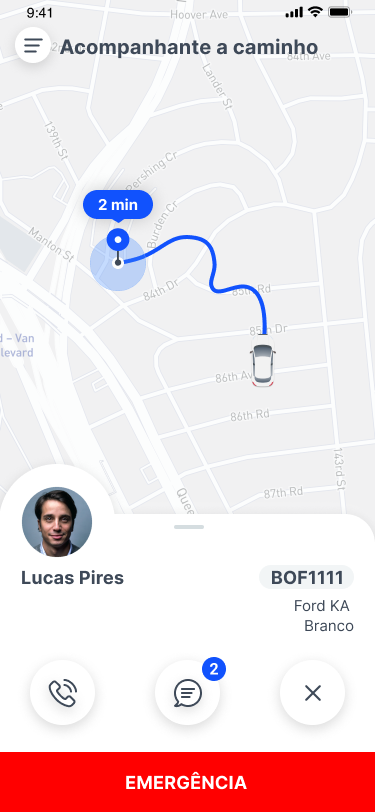 9:41
Hoover Ave
Acompanhante a caminho
84th Ave
Lander St
139th St
Pershing Cr
2 min
Burden Cr
Manton St
84th Dr
85th Rd
85th Dr
d – Van
levard
86th Ave
86th Rd
143rd St
87th Rd
Quee
Lucas Pires
BOF1111
Ford KA
Branco
2
EMERGÊNCIA